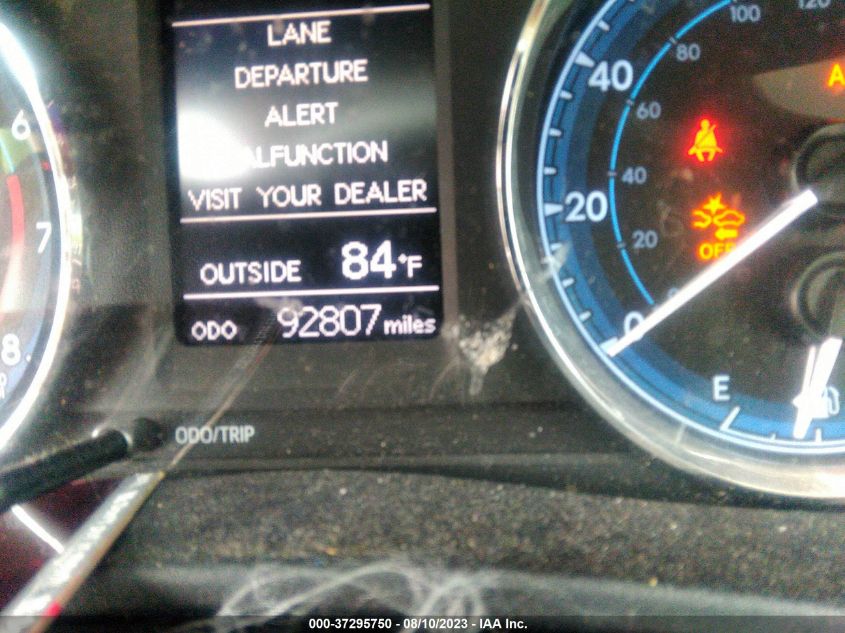 LANE
DEPARTURE
ALERT
MALFUNCTION
VISIT YOUR DEALER
OUTSIDE 84°F
ODO 92807 miles
ODO/TRIP
6
7
8
100
120
80
40
60
40
20
20
0
OFF
E
000-37295750 - 08/10/2023 - IAA Inc.